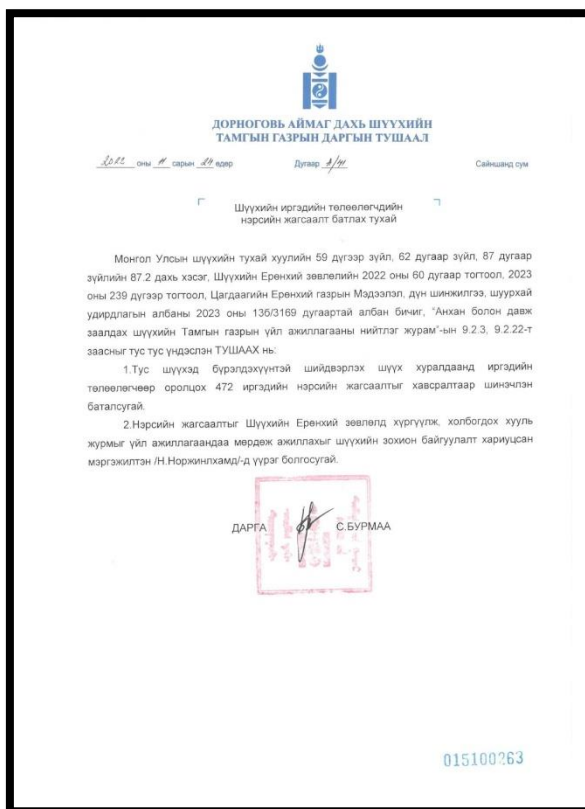 ДОРНОГОВЬ АЙМАГ ДАХЬ ШҮҮХИЙН
ТАМГЫН ГАЗРЫН ДАРГЫН ТУШААЛ
оны 11 сарын 24 өдөр Дугаар А/41 Сайншанд сум
Шүүхийн иргэдийн төлөөлөгчдийн
нэрсийн жагсаалт батлах тухай
Монгол Улсын шүүхийн тухай хуулийн 59 дүгээр зүйл, 62 дугаар зүйл, 87 дугаар
зүйлийн 87.2 дахь хэсэг, Шүүхийн Ерөнхий зөвлөлийн 2022 оны 60 дугаар тогтоол, 2023
оны 239 дүгээр тогтоол, Цагдаагийн Ерөнхий газрын Мэдээлэл, дүн шинжилгээ, шуурхай
удирдлагын албаны 2023 оны 136/3169 дугаартай албан бичиг, "Анхан болон давж
заалдах шүүхийн Тамгын газрын үйл ажиллагааны нийтлэг журам"-ын 9.2.3, 9.2.22-т
заасныг тус тус үндэслэн ТУШААХ нь:
1.Тус шүүхэд бүрэлдэхүүнтэй шийдвэрлэх шүүх хуралдаанд иргэдийн
төлөөлөгчөөр оролцох 472 иргэдийн нэрсийн жагсаалтыг хавсралтаар шинэчлэн
баталсугай.
2.Нэрсийн жагсаалтыг Шүүхийн Ерөнхий зөвлөлд хүргүүлж, холбогдох хууль
журмыг үйл ажиллагаандаа мөрдөж ажиллахыг шүүхийн зохион байгуулалт хариуцсан
мэргэжилтэн /Н.Норжинлхамд/-д үүрэг болгосугай.
ДАРГА С.БУРМАА
015100263